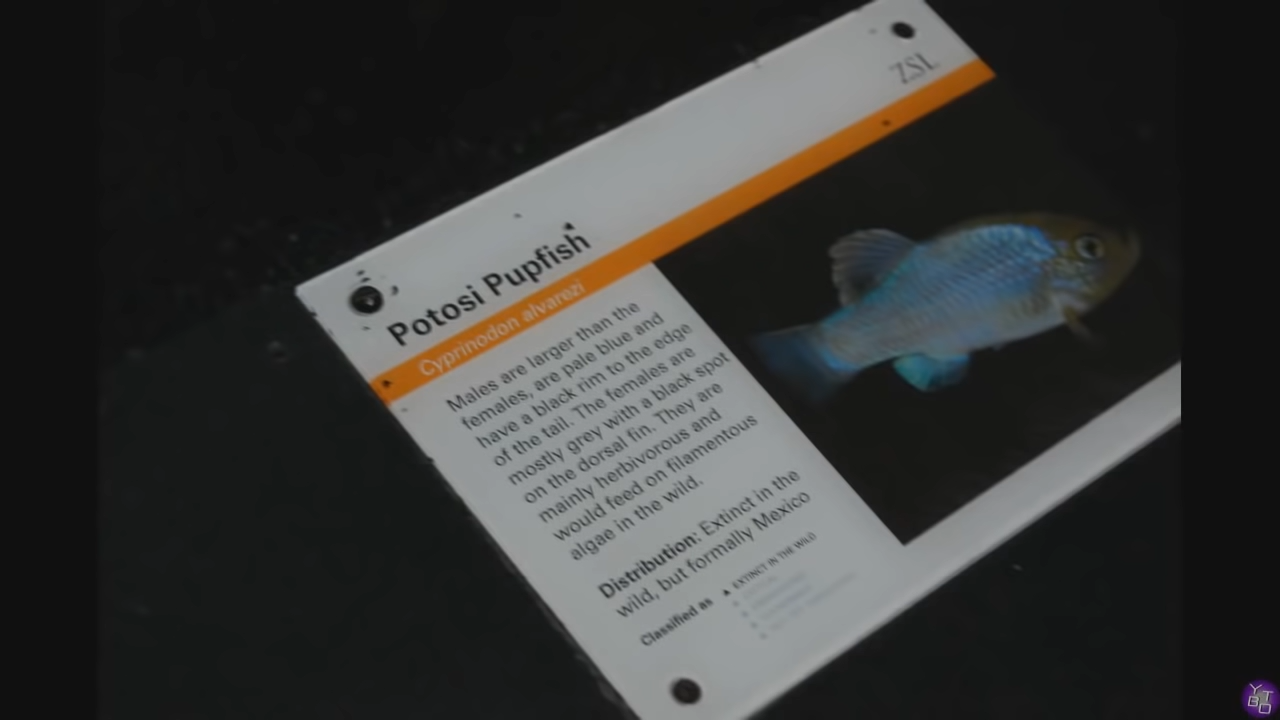 ZSL
Potosi Pupfish
Cyprinodon alvarezi
Males are larger than the
females, are pale blue and
have a black rim to the edge
of the tail. The females are
mostly grey with a black spot
on the dorsal fin. They are
mainly herbivorous and
would feed on filamentous
algae in the wild.
Distribution: Extinct in the
wild, but formally Mexico
Classified as ▲ EXTINCT IN THE WILD